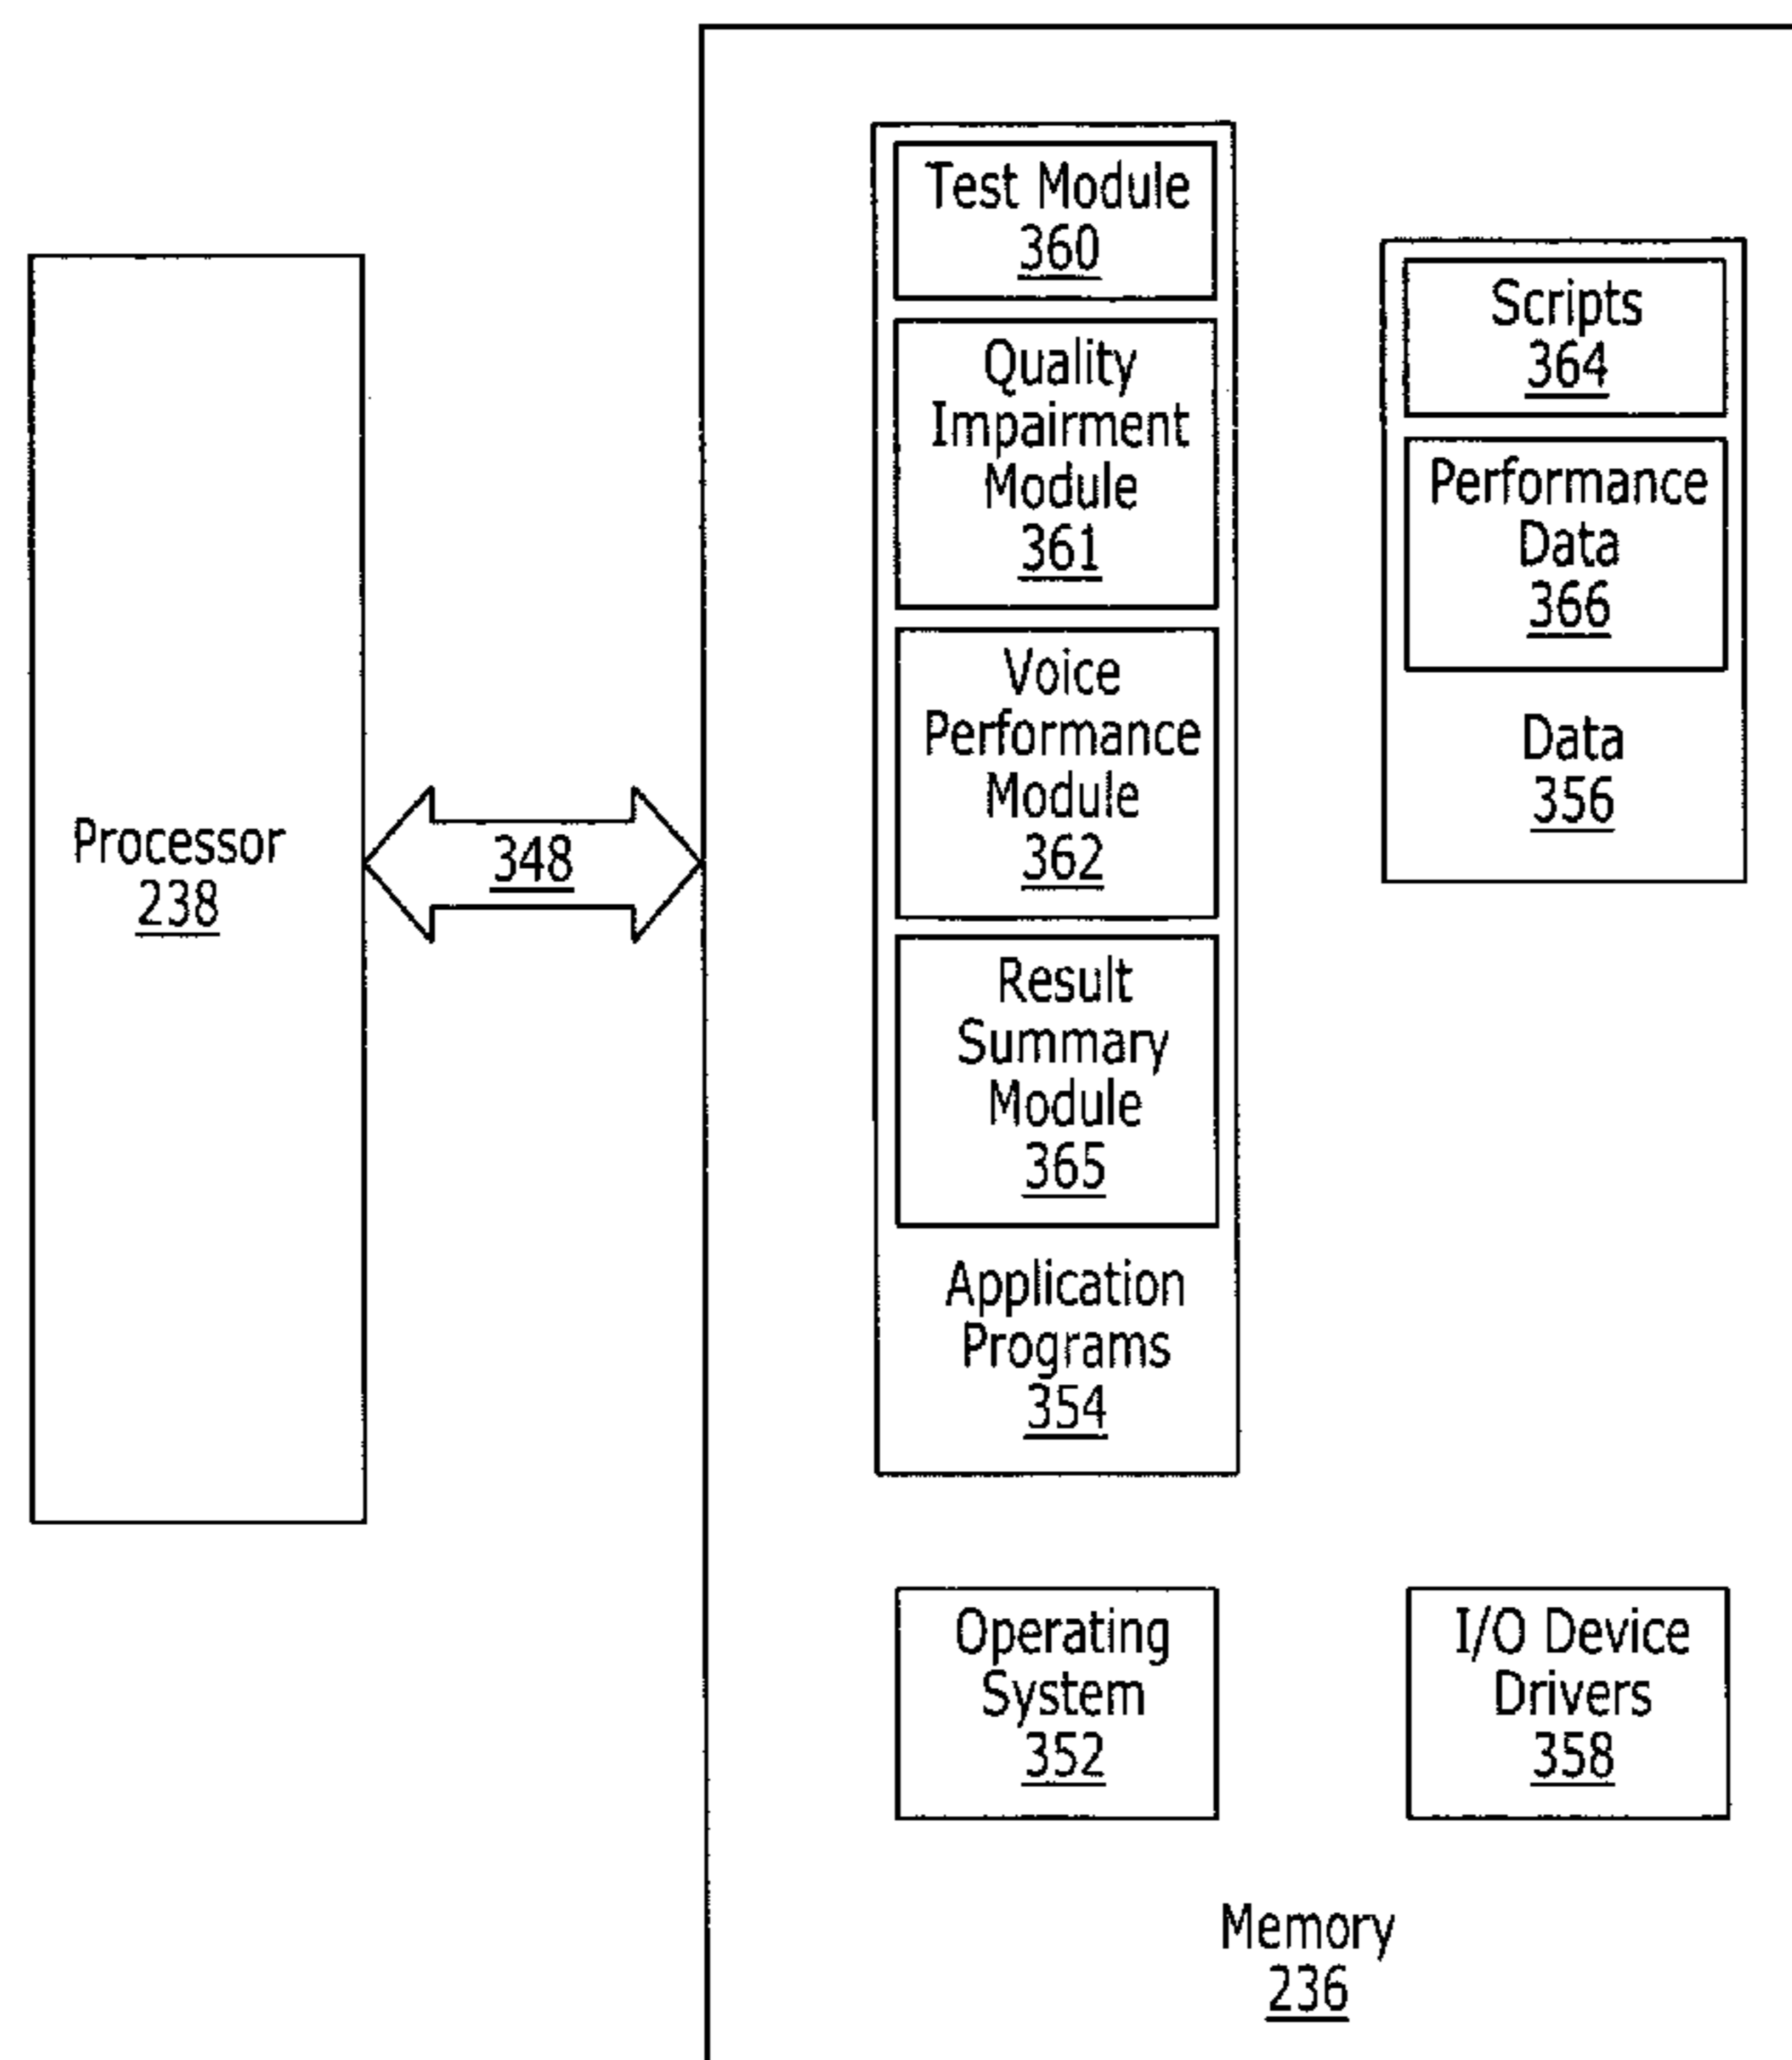 Processor
238
348
Test Module
360
Quality
Impairment
Module
361
Voice
Performance
Module
362
Result
Summary
Module
365
Application
Programs
354
Scripts
364
Performance
Data
366
Data
356
Operating
System
352
I/O Device
Drivers
358
Memory
236